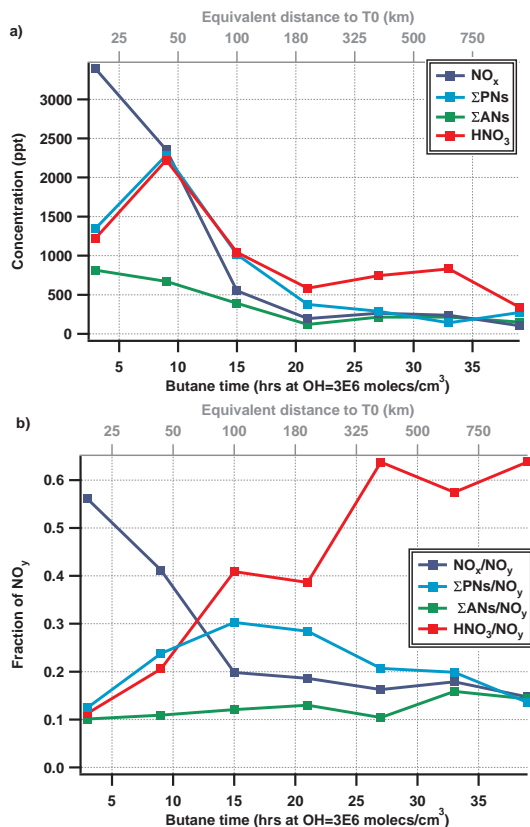 Equivalent distance to T0 (km)
a)
25 50 100 180 325 500 750
NOx
ΣPNs
ΣANs
HNO3
Concentration (ppt)
3000
2500
2000
1500
1000
500
0
5 10 15 20 25 30 35
Butane time (hrs at OH=3E6 molecs/cm3)
b)
Equivalent distance to T0 (km)
25 50 100 180 325 500 750
Fraction of NOy
0.6
0.5
0.4
0.3
0.2
0.1
0.0
NOx/NOy
ΣPNs/NOy
ΣANs/NOy
HNO3/NOy
5 10 15 20 25 30 35
Butane time (hrs at OH=3E6 molecs/cm3)